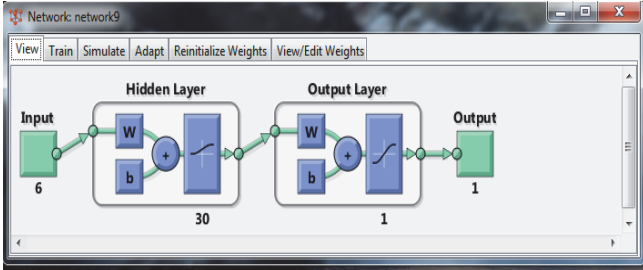 Network: network9
View Train Simulate Adapt Reinitialize Weights View/Edit Weights
Hidden Layer Output Layer
Input Output
W W
b + b +
6 1
30 1